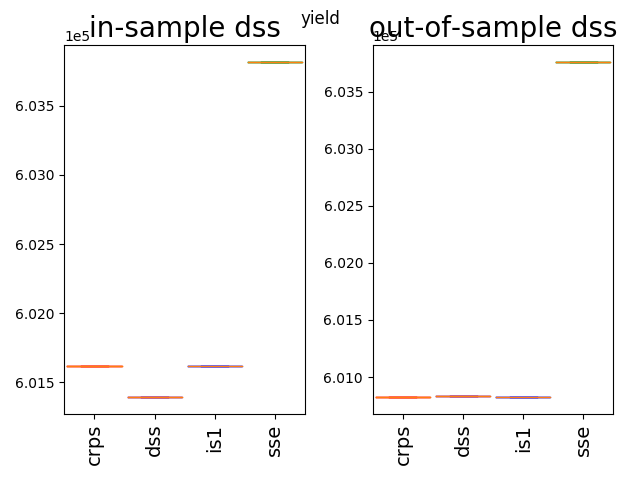 yield
in-sample dss
1e5
6.035
6.030
6.025
6.020
6.015
crps
dss
is1
sse
out-of-sample dss
1e5
6.035
6.030
6.025
6.020
6.015
6.010
crps
dss
is1
sse